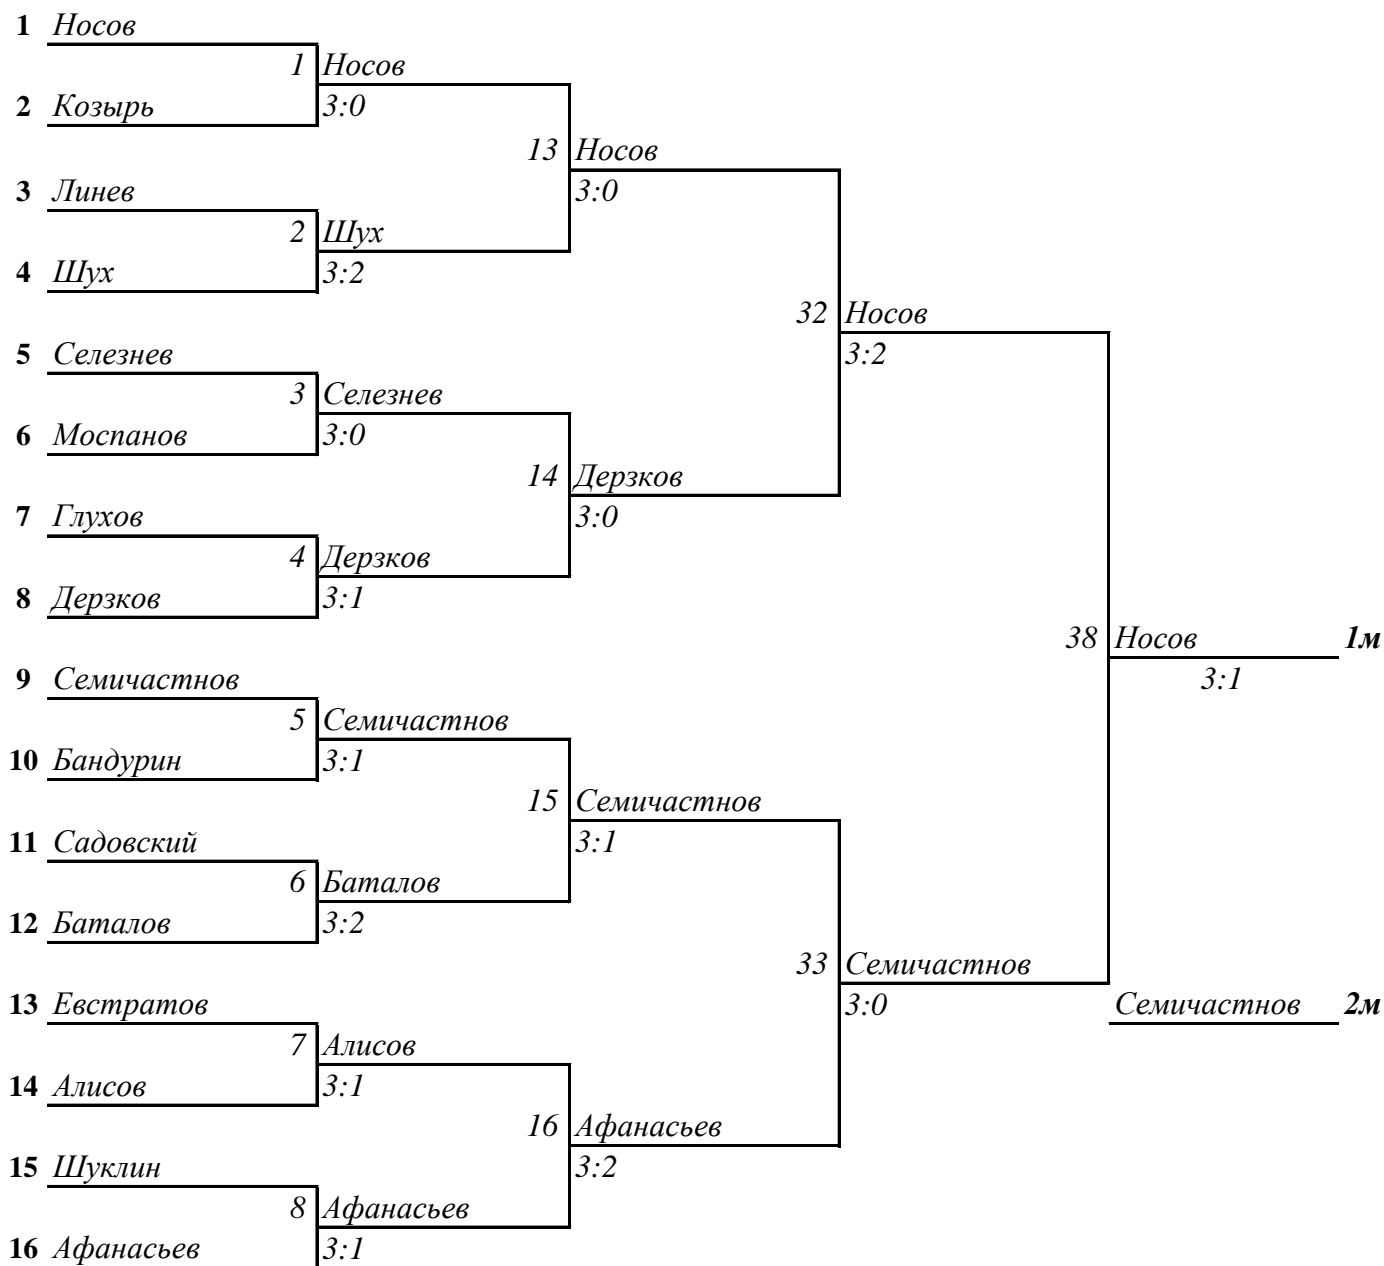 1 Носов
1 Носов
2 Козырь 3:0
13 Носов
3 Линев 3:0
2 Шух
4 Шух 3:2
32 Носов
5 Селезнев 3:2
3 Селезнев
6 Моспанов 3:0
14 Дерзков
7 Глухов 3:0
4 Дерзков
8 Дерзков 3:1
38 Носов 1м
9 Семичастнов 3:1
5 Семичастнов
10 Бандурин 3:1
15 Семичастнов
11 Садовский 3:1
6 Баталов
12 Баталов 3:2
33 Семичастнов
13 Евстратов 3:0 Семичастнов 2м
7 Алисов
14 Алисов 3:1
16 Афанасьев
15 Шуклин 3:2
8 Афанасьев
16 Афанасьев 3:1